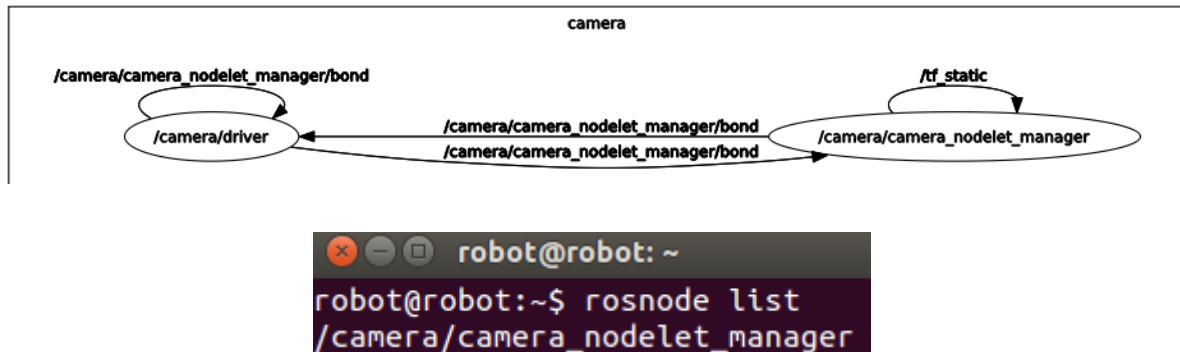 camera
/camera/camera_nodelet_manager/bond
/tf_static
/camera/driver
/camera/camera_nodelet_manager/bond
/camera/camera_nodelet_manager/bond
/camera/camera_nodelet_manager
robot@robot: ~
robot@robot:~$ rosnode list
/camera/camera_nodelet_manager